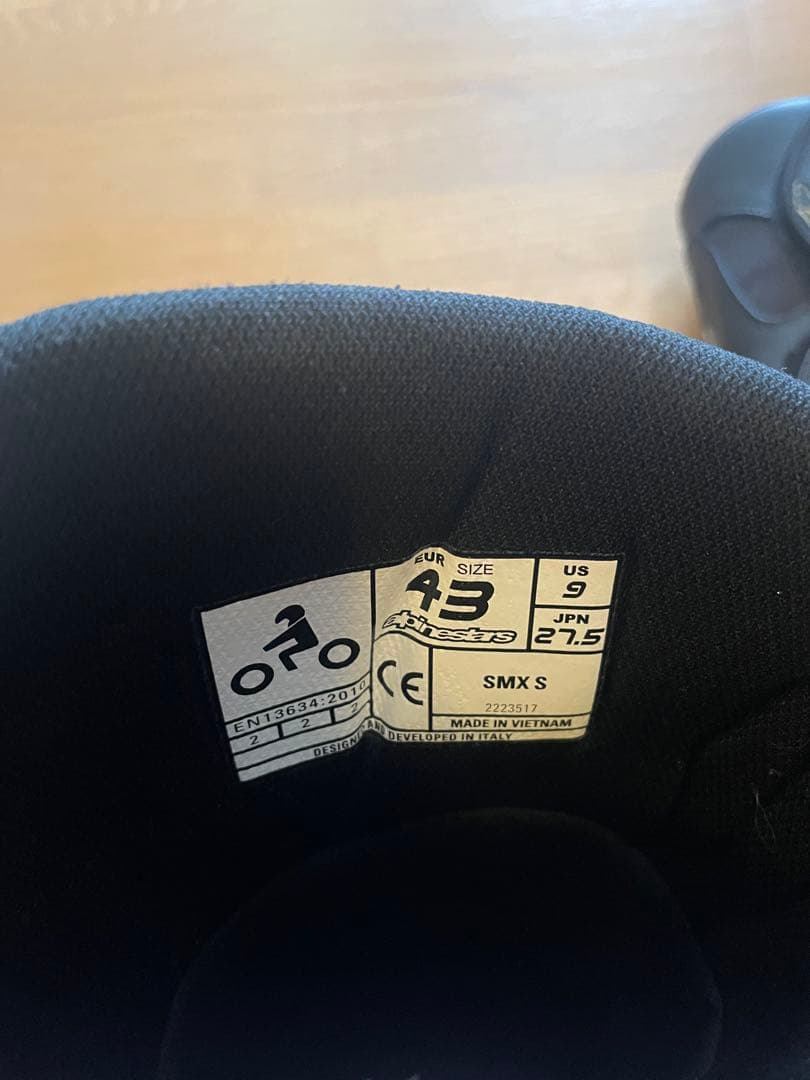 EUR SIZE
43
alpinestars
US
9
JPN
27.5
EN13634:2010
2 2 2
CE
SMX S
2223517
MADE IN VIETNAM
DESIGNED AND DEVELOPED IN ITALY